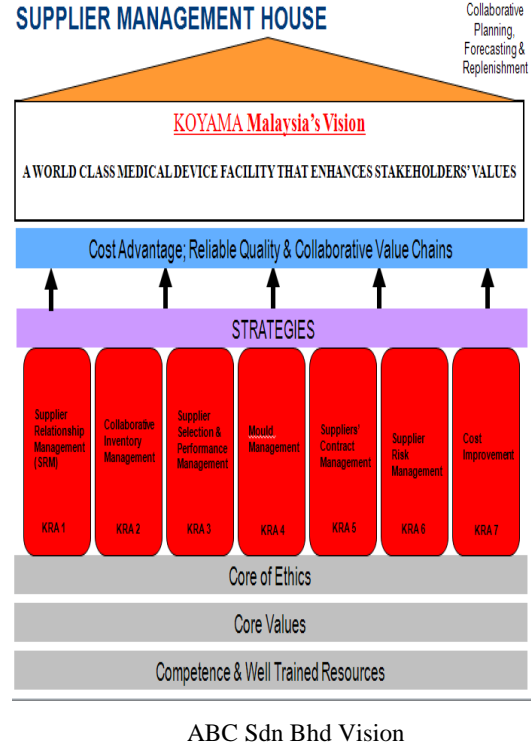 SUPPLIER MANAGEMENT HOUSE
Collaborative
Planning,
Forecasting &
Replenishment
KOYAMA Malaysia's Vision
A WORLD CLASS MEDICAL DEVICE FACILITY THAT ENHANCES STAKEHOLDERS' VALUES
Cost Advantage; Reliable Quality & Collaborative Value Chains
STRATEGIES
Supplier
Relationship
Management
(SRM)
KRA 1
Collaborative
Inventory
Management
KRA 2
Supplier
Selection &
Performance
Management
KRA 3
Mould
Management
KRA 4
Suppliers'
Contract
Management
KRA 5
Supplier
Risk
Management
KRA 6
Cost
Improvement
KRA 7
Core of Ethics
Core Values
Competence & Well Trained Resources
ABC Sdn Bhd Vision